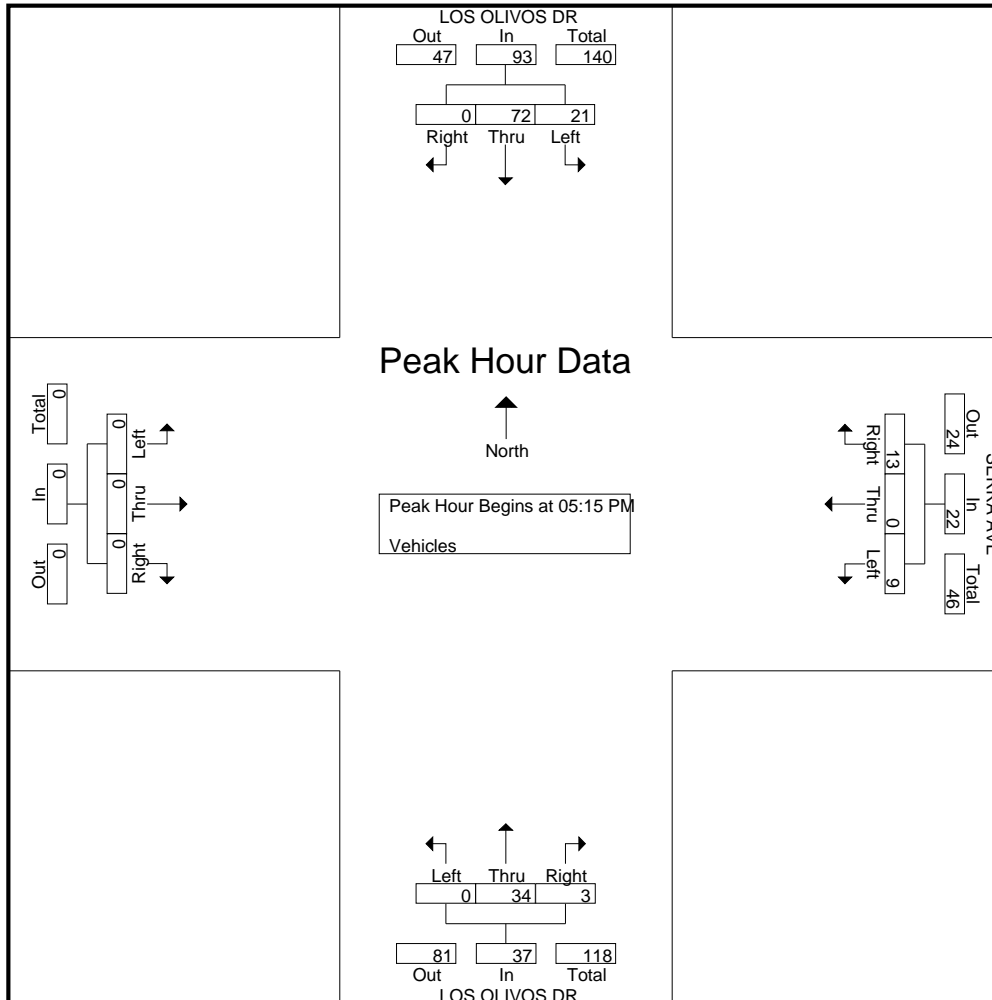 LOS OLIVOS DR
Out In Total
47 93 140
0 72 21
Right Thru Left
Peak Hour Data
North
Peak Hour Begins at 05:15 PM
Vehicles
Total In Out
0 0 0
0 0 0
Left Thru Right
Out In Total
24 22 46
13 0 9
Right Thru Left
Left Thru Right
0 34 3
81 37 118
Out In Total
LOS OLIVOS DR